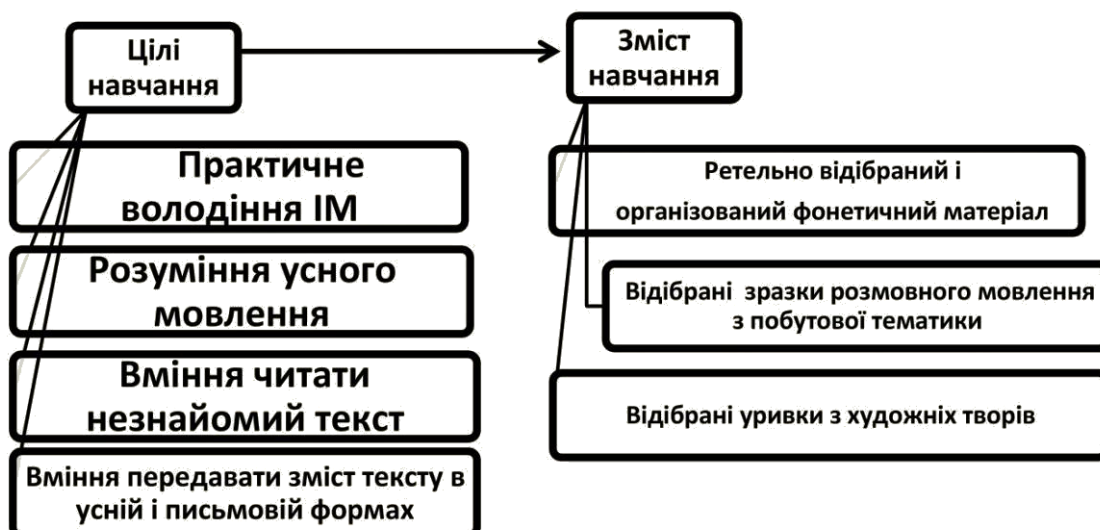 Цілі
навчання
Зміст
навчання
Практичне
володіння ІМ
Розуміння усного
мовлення
Вміння читати
незнайомий текст
Вміння передавати зміст тексту в
усній і письмовій формах
Ретельно відібраний і
організований фонетичний матеріал
Відібрані зразки розмовного мовлення
з побутової тематики
Відібрані уривки з художніх творів